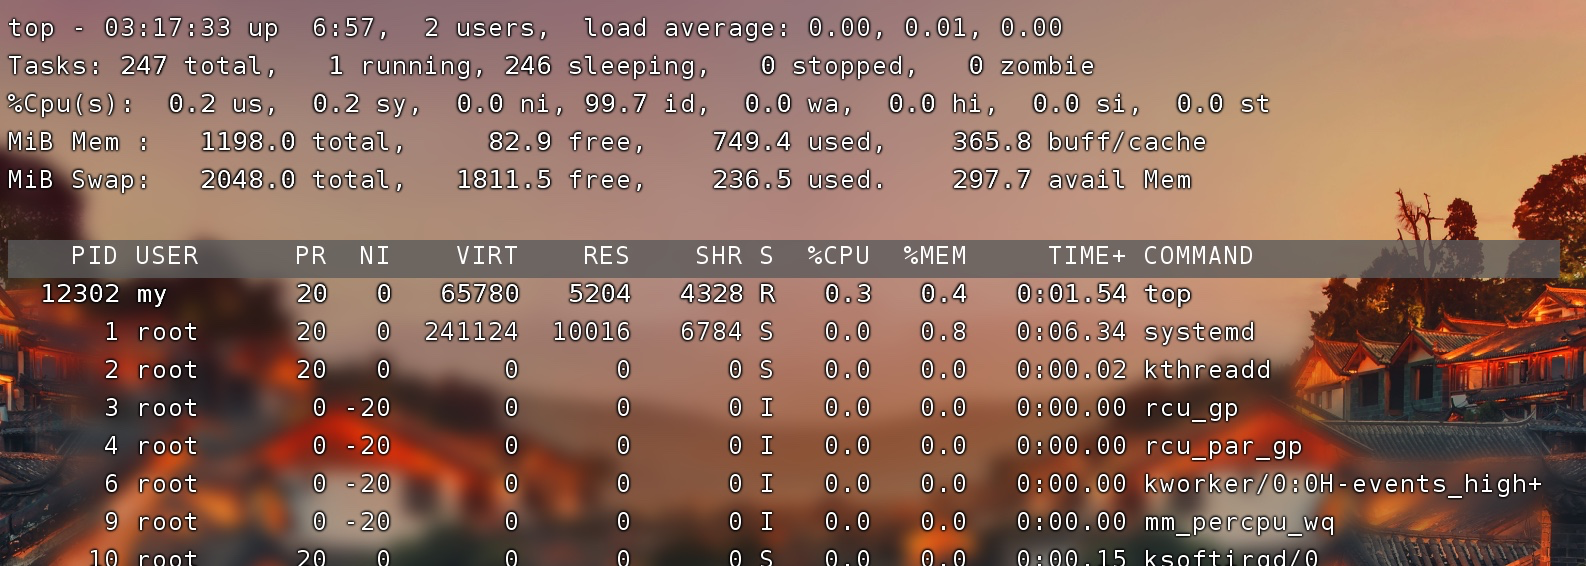 top - 03:17:33 up  6:57,  2 users,  load average: 0.00, 0.01, 0.00
Tasks: 247 total,   1 running, 246 sleeping,   0 stopped,   0 zombie
%Cpu(s):  0.2 us,  0.2 sy,  0.0 ni, 99.7 id,  0.0 wa,  0.0 hi,  0.0 si,  0.0 st
MiB Mem :   1198.0 total,     82.9 free,    749.4 used,    365.8 buff/cache
MiB Swap:   2048.0 total,   1811.5 free,    236.5 used.    297.7 avail Mem
    PID USER      PR  NI    VIRT    RES    SHR S  %CPU  %MEM     TIME+ COMMAND
  12302 my        20   0   65780   5204   4328 R   0.3   0.4   0:01.54 top
      1 root      20   0  241124  10016   6784 S   0.0   0.8   0:06.34 systemd
      2 root      20   0       0      0      0 S   0.0   0.0   0:00.02 kthreadd
      3 root       0 -20       0      0      0 I   0.0   0.0   0:00.00 rcu_gp
      4 root       0 -20       0      0      0 I   0.0   0.0   0:00.00 rcu_par_gp
      6 root       0 -20       0      0      0 I   0.0   0.0   0:00.00 kworker/0:0H-events_high+
      9 root       0 -20       0      0      0 I   0.0   0.0   0:00.00 mm_percpu_wq
     10 root      20   0       0      0      0 S   0.0   0.0   0:00.15 ksoftirqd/0